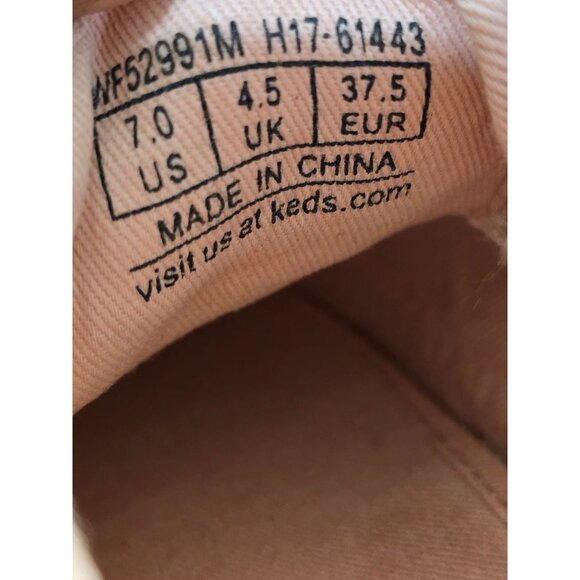 WF52991M H17-61443
7.0 US 4.5 UK 37.5 EUR
MADE IN CHINA
visit us at keds.com